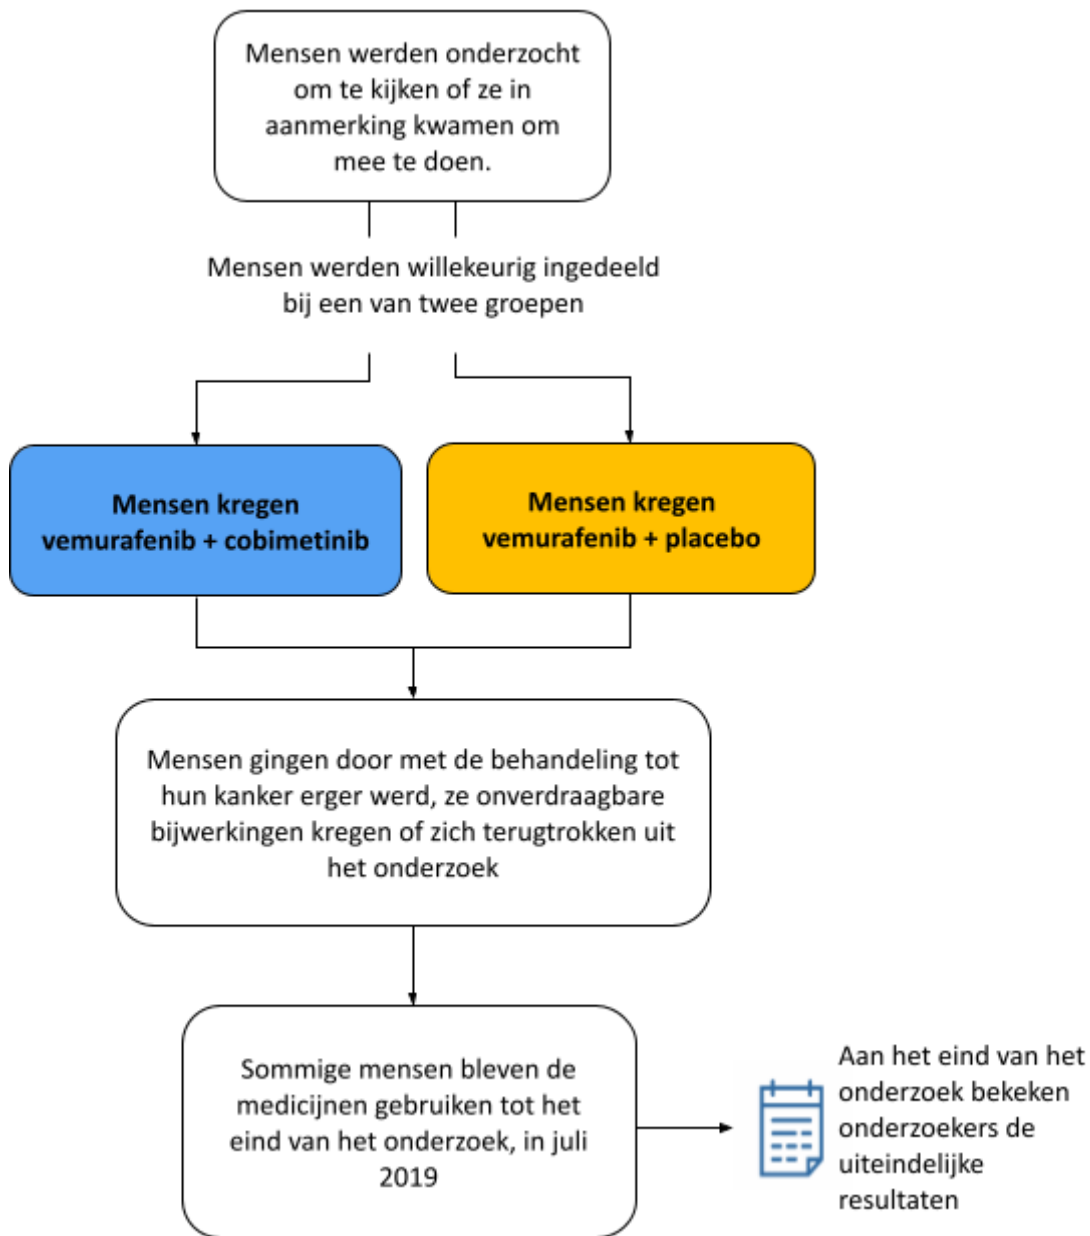 Mensen werden onderzocht
om te kijken of ze in
aanmerking kwamen om
mee te doen.
Mensen werden willekeurig ingedeeld
bij een van twee groepen
Mensen kregen
vemurafenib + cobimetinib
Mensen kregen
vemurafenib + placebo
Mensen gingen door met de behandeling tot
hun kanker erger werd, ze onverdraagbare
bijwerkingen kregen of zich terugtrokken uit
het onderzoek
Sommige mensen bleven de
medicijnen gebruiken tot het
eind van het onderzoek, in juli
2019
Aan het eind van het
onderzoek bekeken
onderzoekers de
uiteindelijke
resultaten